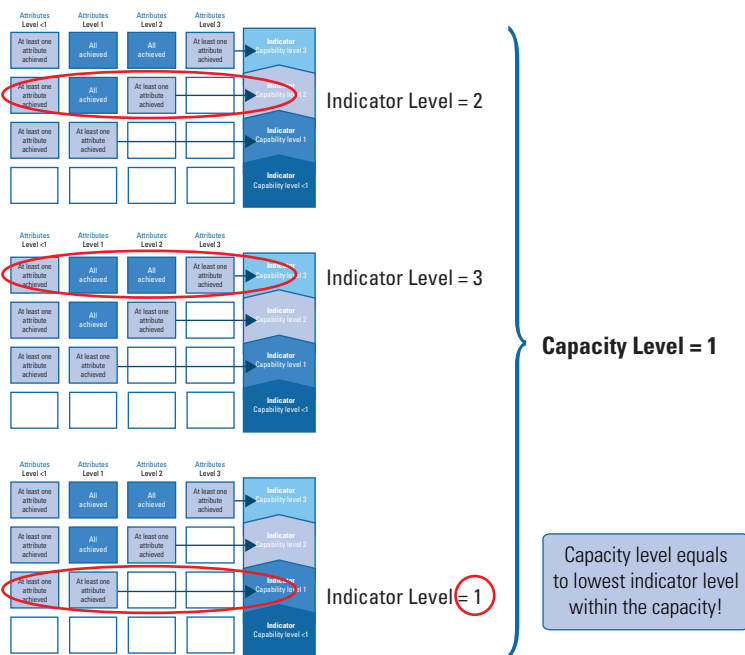 Attributes Attributes Attributes Attributes
Level <1 Level 1 Level 2 Level 3
At least one attribute achieved
All achieved
All achieved
At least one attribute achieved
Indicator
Capability level 3
At least one attribute achieved
All achieved
At least one attribute achieved
Indicator
Capability level 2
Indicator Level = 2
At least one attribute achieved
At least one attribute achieved
Indicator
Capability level 1
Indicator
Capability level <1
Attributes Attributes Attributes Attributes
Level <1 Level 1 Level 2 Level 3
At least one attribute achieved
All achieved
All achieved
At least one attribute achieved
Indicator
Capability level 3
Indicator Level = 3
At least one attribute achieved
All achieved
At least one attribute achieved
Indicator
Capability level 2
At least one attribute achieved
At least one attribute achieved
Indicator
Capability level 1
Indicator
Capability level <1
Capacity Level = 1
Attributes Attributes Attributes Attributes
Level <1 Level 1 Level 2 Level 3
At least one attribute achieved
All achieved
All achieved
At least one attribute achieved
Indicator
Capability level 3
At least one attribute achieved
All achieved
At least one attribute achieved
Indicator
Capability level 2
At least one attribute achieved
At least one attribute achieved
Indicator
Capability level 1
Indicator Level = 1
Indicator
Capability level <1
Capacity level equals
to lowest indicator level
within the capacity!